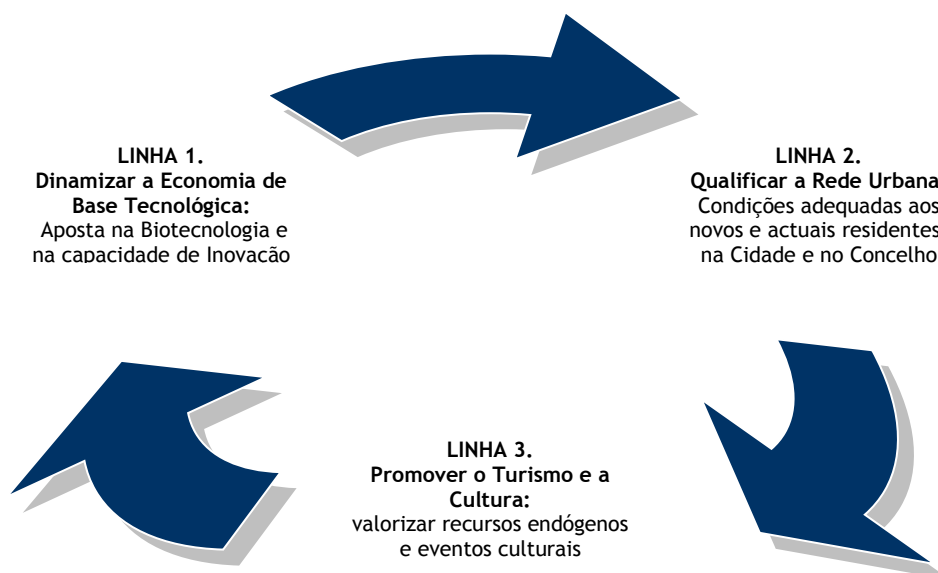 LINHA 1.
Dinamizar a Economia de
Base Tecnológica:
Aposta na Biotecnologia e
na capacidade de Inovação
LINHA 2.
Qualificar a Rede Urbana
Condições adequadas aos
novos e actuais residentes
na Cidade e no Concelho
LINHA 3.
Promover o Turismo e a
Cultura:
valorizar recursos endógenos
e eventos culturais